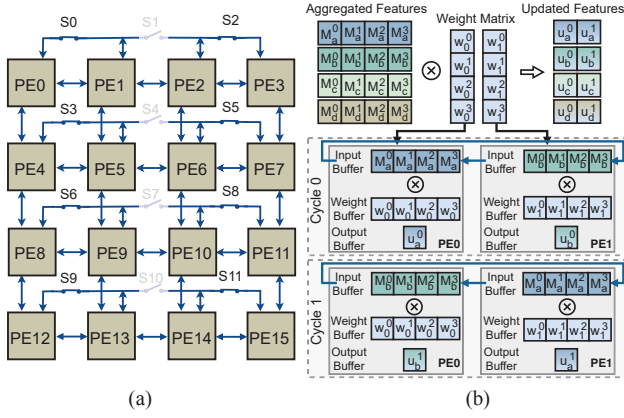 S0 S1 S2
PE0 PE1 PE2 PE3
S3 S4 S5
PE4 PE5 PE6 PE7
S6 S7 S8
PE8 PE9 PE10 PE11
S9 S10 S11
PE12 PE13 PE14 PE15
(a)
Aggregated Features Weight Matrix Updated Features
M_a^0 M_a^1 M_a^2 M_a^3 w_0^0 w_1^0 u_a^0 u_a^1
M_b^0 M_b^1 M_b^2 M_b^3 ⊗ w_0^1 w_1^1 u_b^0 u_b^1
M_c^0 M_c^1 M_c^2 M_c^3 w_0^2 w_1^2 u_c^0 u_c^1
M_d^0 M_d^1 M_d^2 M_d^3 w_0^3 w_1^3 u_d^0 u_d^1
Cycle 0
Input
Buffer
M_a^0 M_a^1 M_a^2 M_a^3
⊗
Weight
Buffer
w_0^0 w_0^1 w_0^2 w_0^3
Output
Buffer
u_a^0
PE0
Input
Buffer
M_b^0 M_b^1 M_b^2 M_b^3
⊗
Weight
Buffer
w_1^0 w_1^1 w_1^2 w_1^3
Output
Buffer
u_b^0
PE1
Cycle 1
Input
Buffer
M_b^0 M_b^1 M_b^2 M_b^3
⊗
Weight
Buffer
w_0^0 w_0^1 w_0^2 w_0^3
Output
Buffer
u_b^1
PE0
Input
Buffer
M_a^0 M_a^1 M_a^2 M_a^3
⊗
Weight
Buffer
w_1^0 w_1^1 w_1^2 w_1^3
Output
Buffer
u_a^1
PE1
(b)